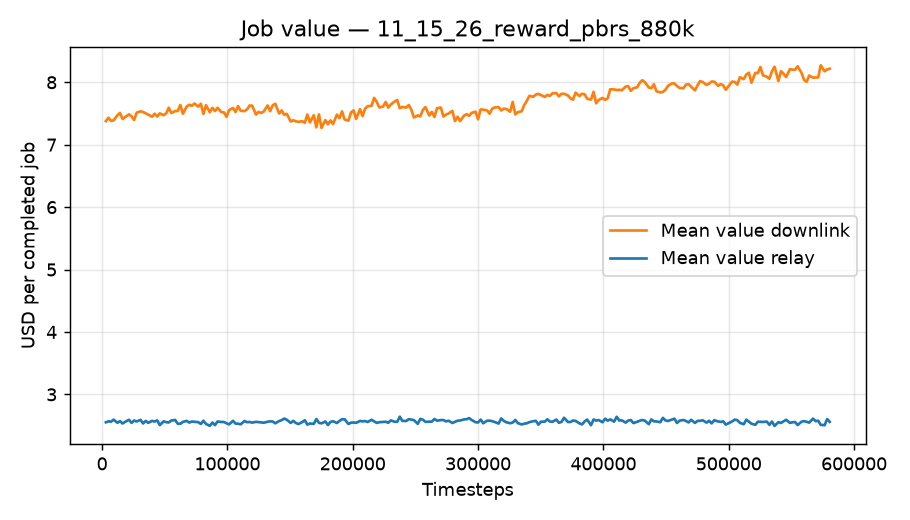 Job value — 11_15_26_reward_pbrs_880k
USD per completed job
8
7
6
5
4
3
Mean value downlink
Mean value relay
0 100000 200000 300000 400000 500000 600000
Timesteps